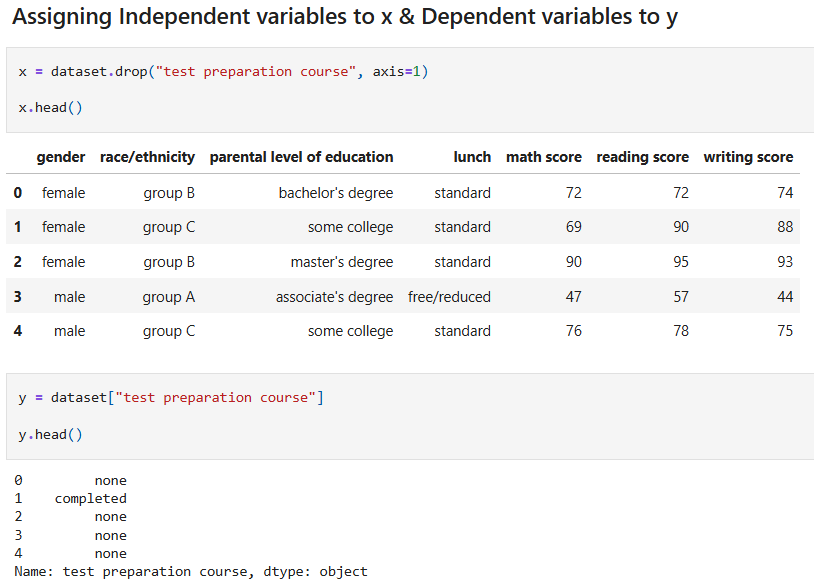 Assigning Independent variables to x & Dependent variables to y
x = dataset.drop("test preparation course", axis=1)
x.head()
gender race/ethnicity parental level of education lunch math score reading score writing score
0 female group B bachelor's degree standard 72 72 74
1 female group C some college standard 69 90 88
2 female group B master's degree standard 90 95 93
3 male group A associate's degree free/reduced 47 57 44
4 male group C some college standard 76 78 75
y = dataset["test preparation course"]
y.head()
0 none
1 completed
2 none
3 none
4 none
Name: test preparation course, dtype: object